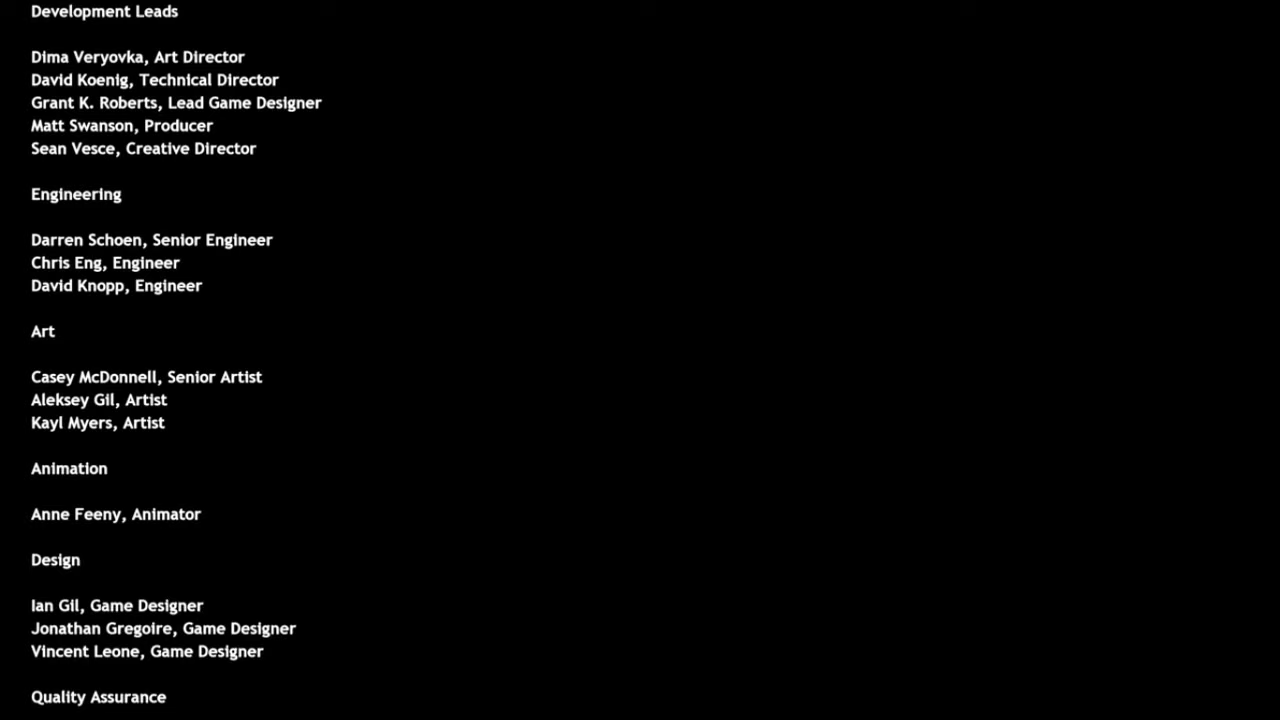 Development Leads
Dima Veryovka, Art Director
David Koenig, Technical Director
Grant K. Roberts, Lead Game Designer
Matt Swanson, Producer
Sean Vesce, Creative Director
Engineering
Darren Schoen, Senior Engineer
Chris Eng, Engineer
David Knopp, Engineer
Art
Casey McDonnell, Senior Artist
Aleksey Gil, Artist
Kayl Myers, Artist
Animation
Anne Feeny, Animator
Design
Ian Gil, Game Designer
Jonathan Gregoire, Game Designer
Vincent Leone, Game Designer
Quality Assurance